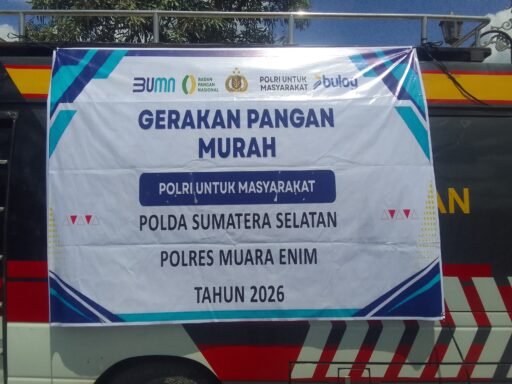 BUMN BADAN PANGAN NASIONAL POLRI UNTUK MASYARAKAT bulog
GERAKAN PANGAN
MURAH
POLRI UNTUK MASYARAKAT
POLDA SUMATERA SELATAN
POLRES MUARA ENIM
TAHUN 2026
AN